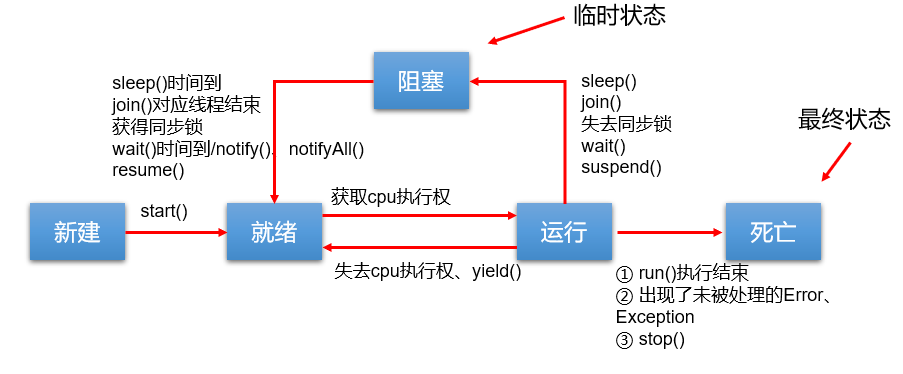 临时状态
阻塞
sleep()时间到
join()对应线程结束
获得同步锁
wait()时间到/notify()、notifyAll()
resume()
sleep()
join()
失去同步锁
wait()
suspend()
最终状态
新建
start()
就绪
获取cpu执行权
失去cpu执行权、yield()
运行
死亡
① run()执行结束
② 出现了未被处理的Error、
Exception
③ stop()